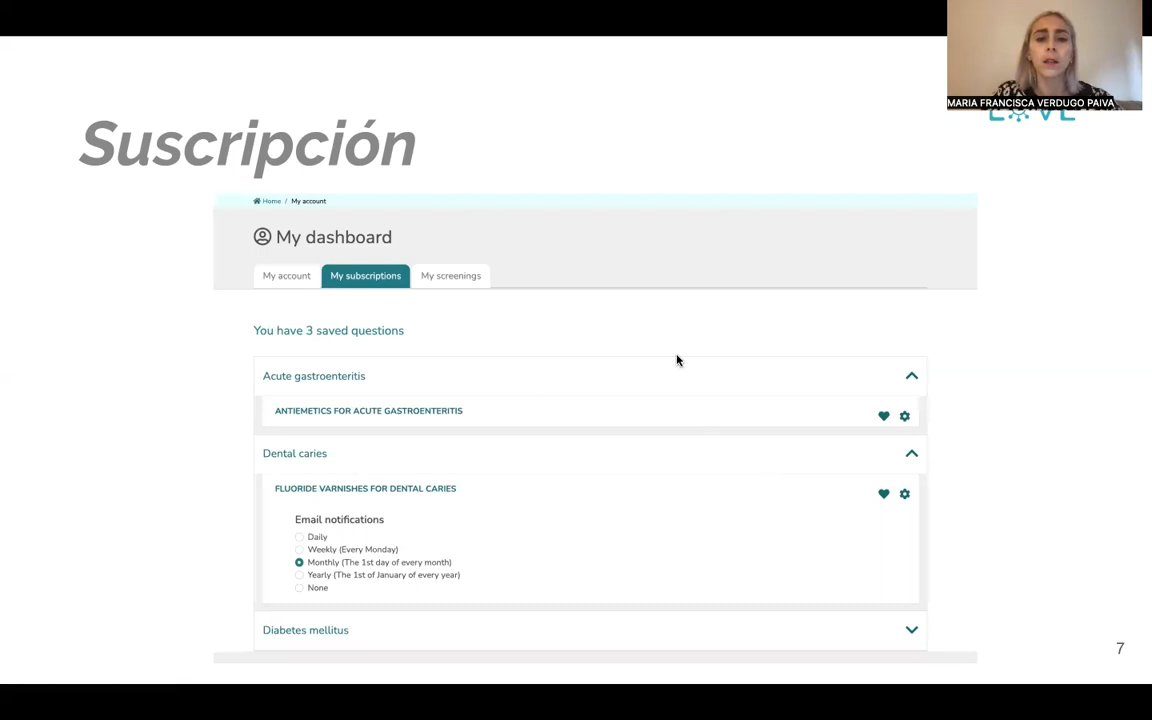 MARIA FRANCISCA VERDUGO PAIVA
Suscripción
Home / My account
My dashboard
My account My subscriptions My screenings
You have 3 saved questions
Acute gastroenteritis
ANTIEMETICS FOR ACUTE GASTROENTERITIS
Dental caries
FLUORIDE VARNISHES FOR DENTAL CARIES
Email notifications
Daily
Weekly (Every Monday)
Monthly (The 1st day of every month)
Yearly (The 1st of January of every year)
None
Diabetes mellitus
7